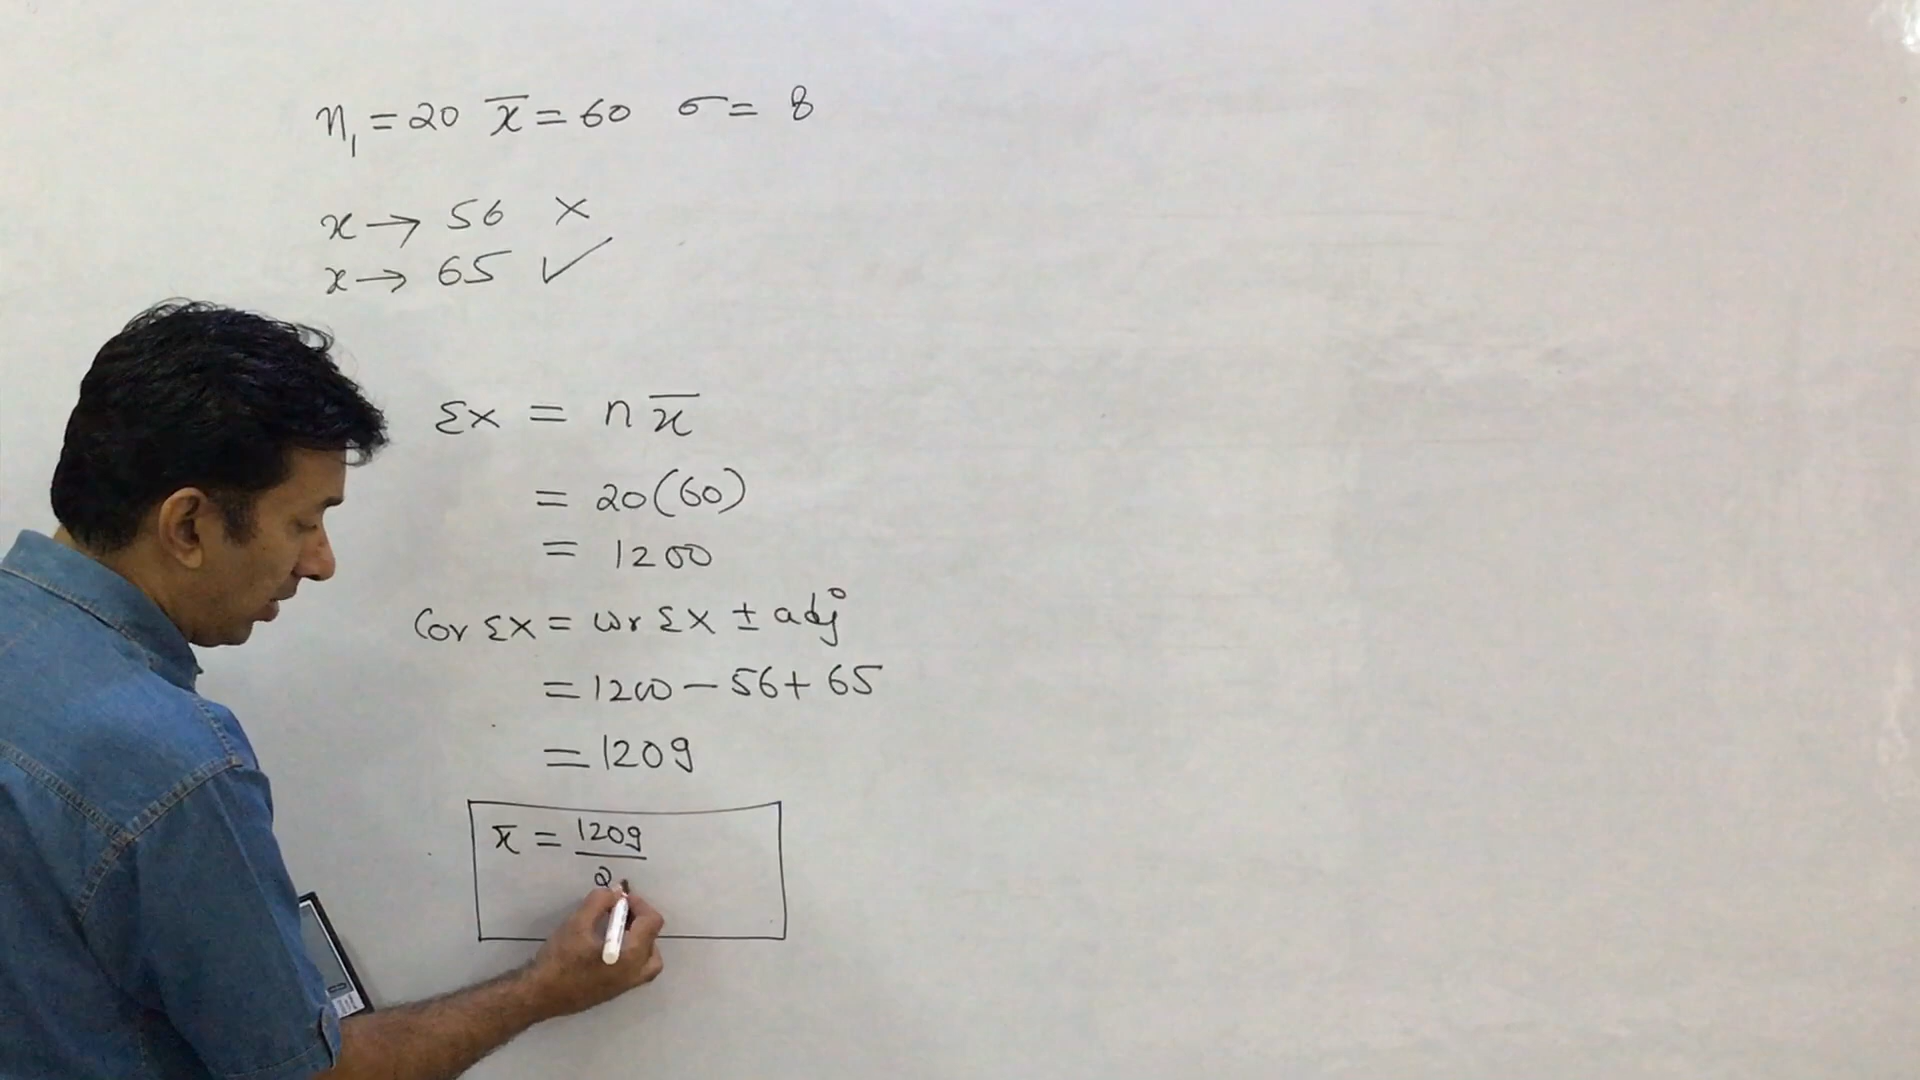 n₁ = 20 x̄ = 60 σ = 8
x → 56 ×
x → 65 ✓
Σx = n x̄
= 20(60)
= 1200
Cor Σx = wr Σx ± adj
= 1200 − 56 + 65
= 1209
x̄ = 1209
2